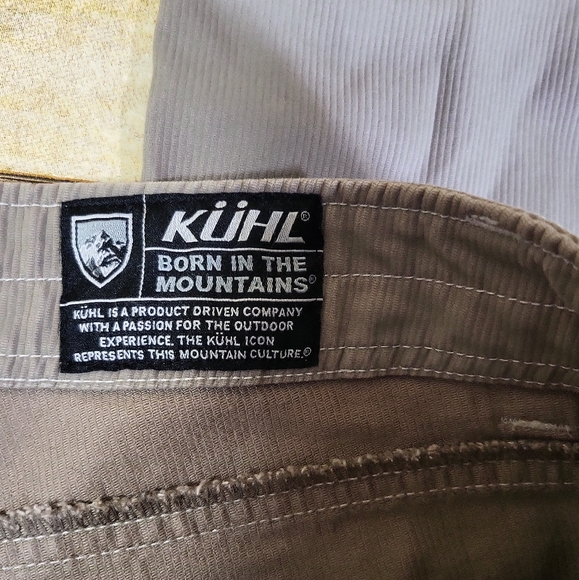 KÜHL®
BORN IN THE
MOUNTAINS®
KÜHL IS A PRODUCT DRIVEN COMPANY
WITH A PASSION FOR THE OUTDOOR
EXPERIENCE. THE KÜHL ICON
REPRESENTS THIS MOUNTAIN CULTURE.®